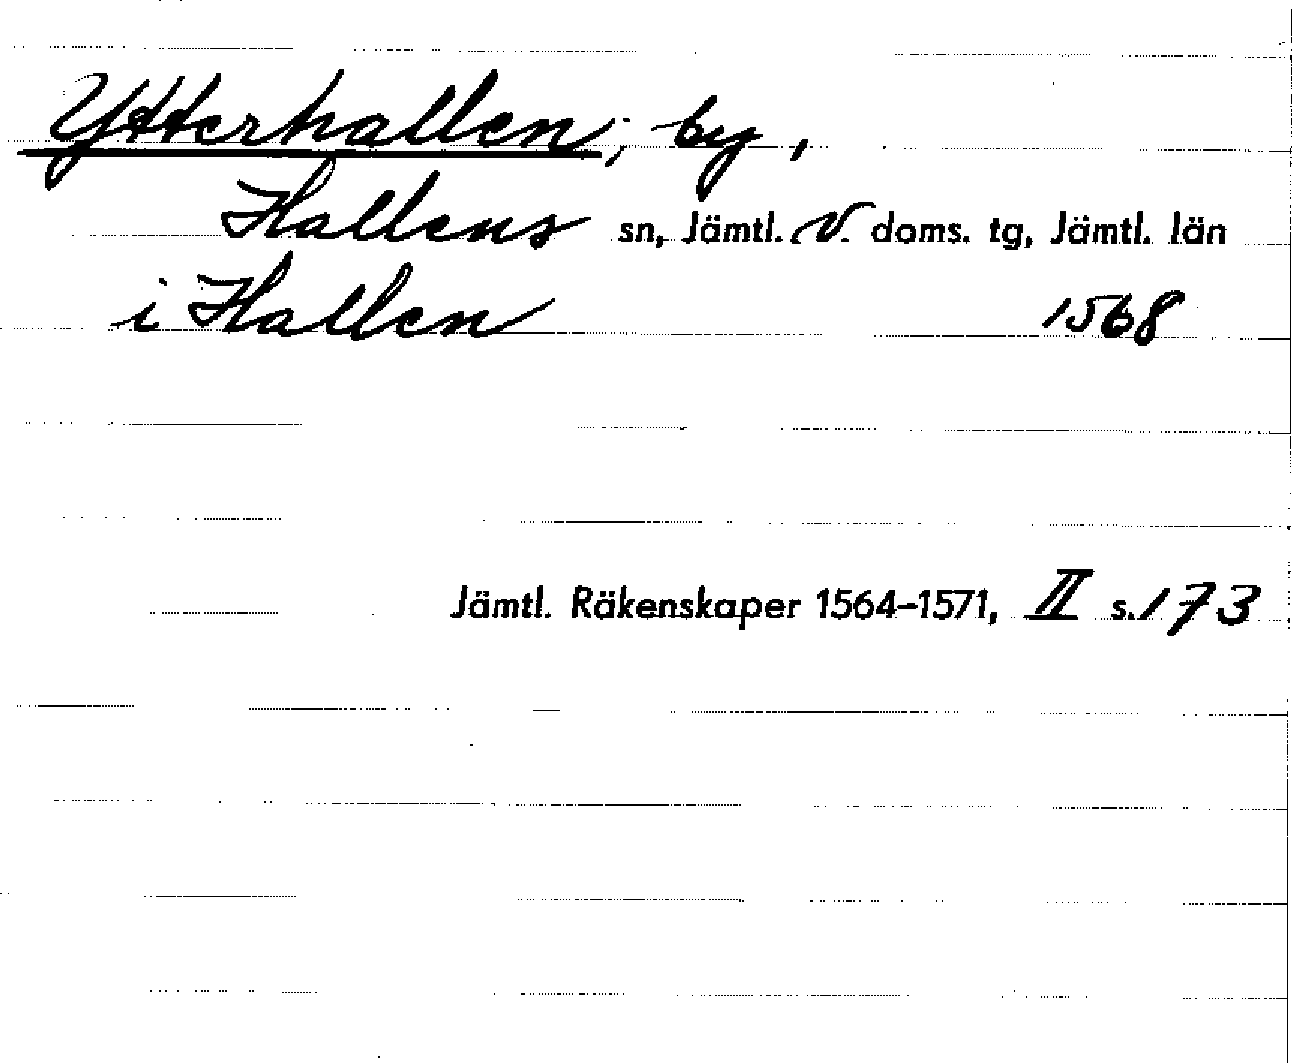 Ytterhallen; by,
Hallens sn, Jämtl. v. doms. tg, Jämtl. län
i Hallen 1568
Jämtl. Räkenskaper 1564-1571, II s. 173